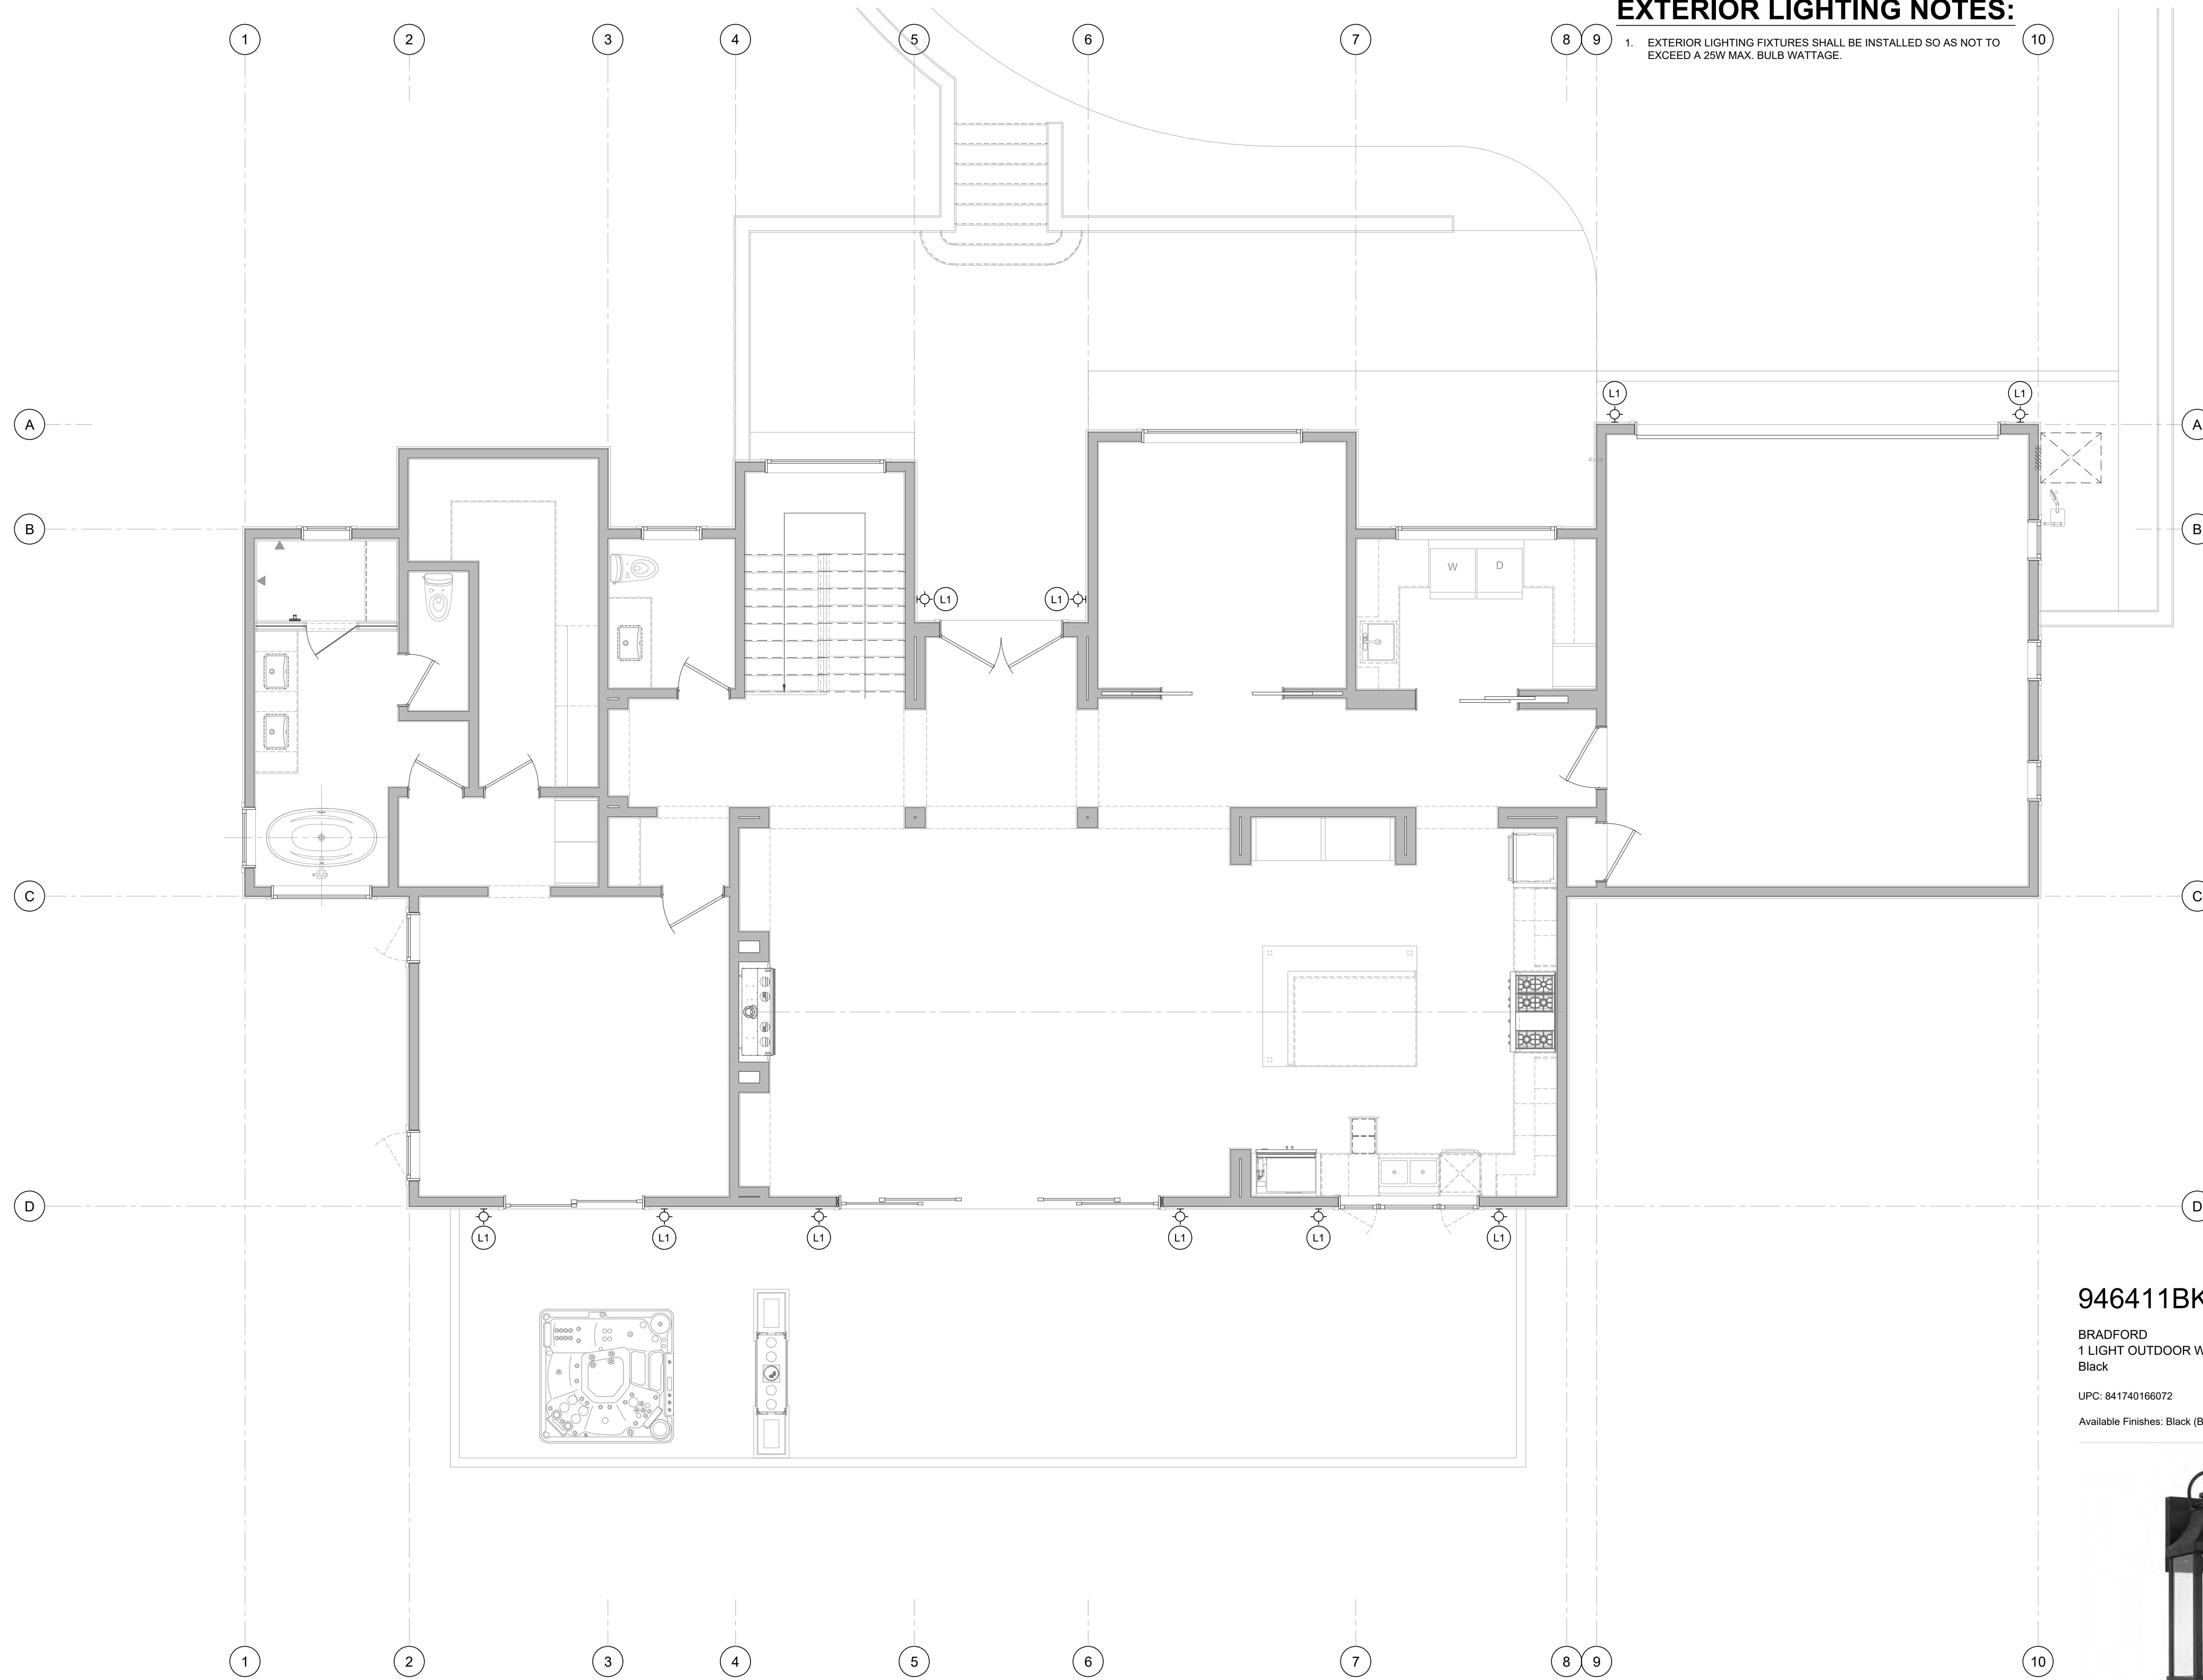 EXTERIOR LIGHTING NOTES:
1. EXTERIOR LIGHTING FIXTURES SHALL BE INSTALLED SO AS NOT TO
EXCEED A 25W MAX. BULB WATTAGE.
1 2 3 4 5 6 7 8 9 10
L1 L1
A A
B B
W D
L1 L1
C C
D D
L1 L1 L1 L1 L1 L1
946411BK
BRADFORD
1 LIGHT OUTDOOR
Black
UPC: 841740166072
Available Finishes: Black
1 2 3 4 5 6 7 8 9 10